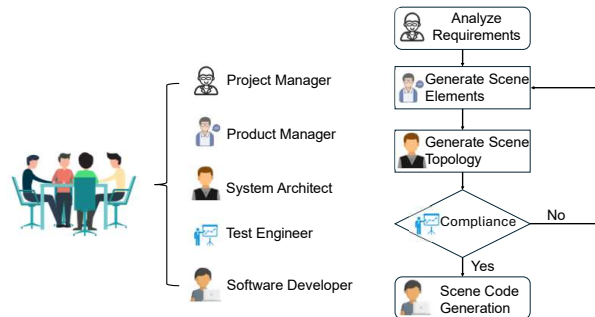 Project Manager
Product Manager
System Architect
Test Engineer
Software Developer
Analyze
Requirements
Generate Scene
Elements
Generate Scene
Topology
Compliance
No
Yes
Scene Code
Generation